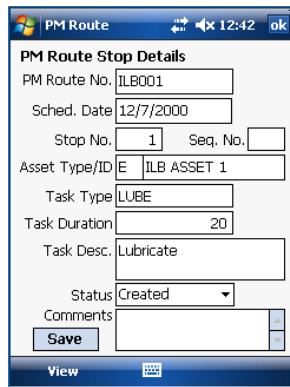 PM Route 12:42 ok
PM Route Stop Details
PM Route No. ILB001
Sched. Date 12/7/2000
Stop No. 1 Seq. No.
Asset Type/ID E ILB ASSET 1
Task Type LUBE
Task Duration 20
Task Desc. Lubricate
Status Created
Comments
Save
View